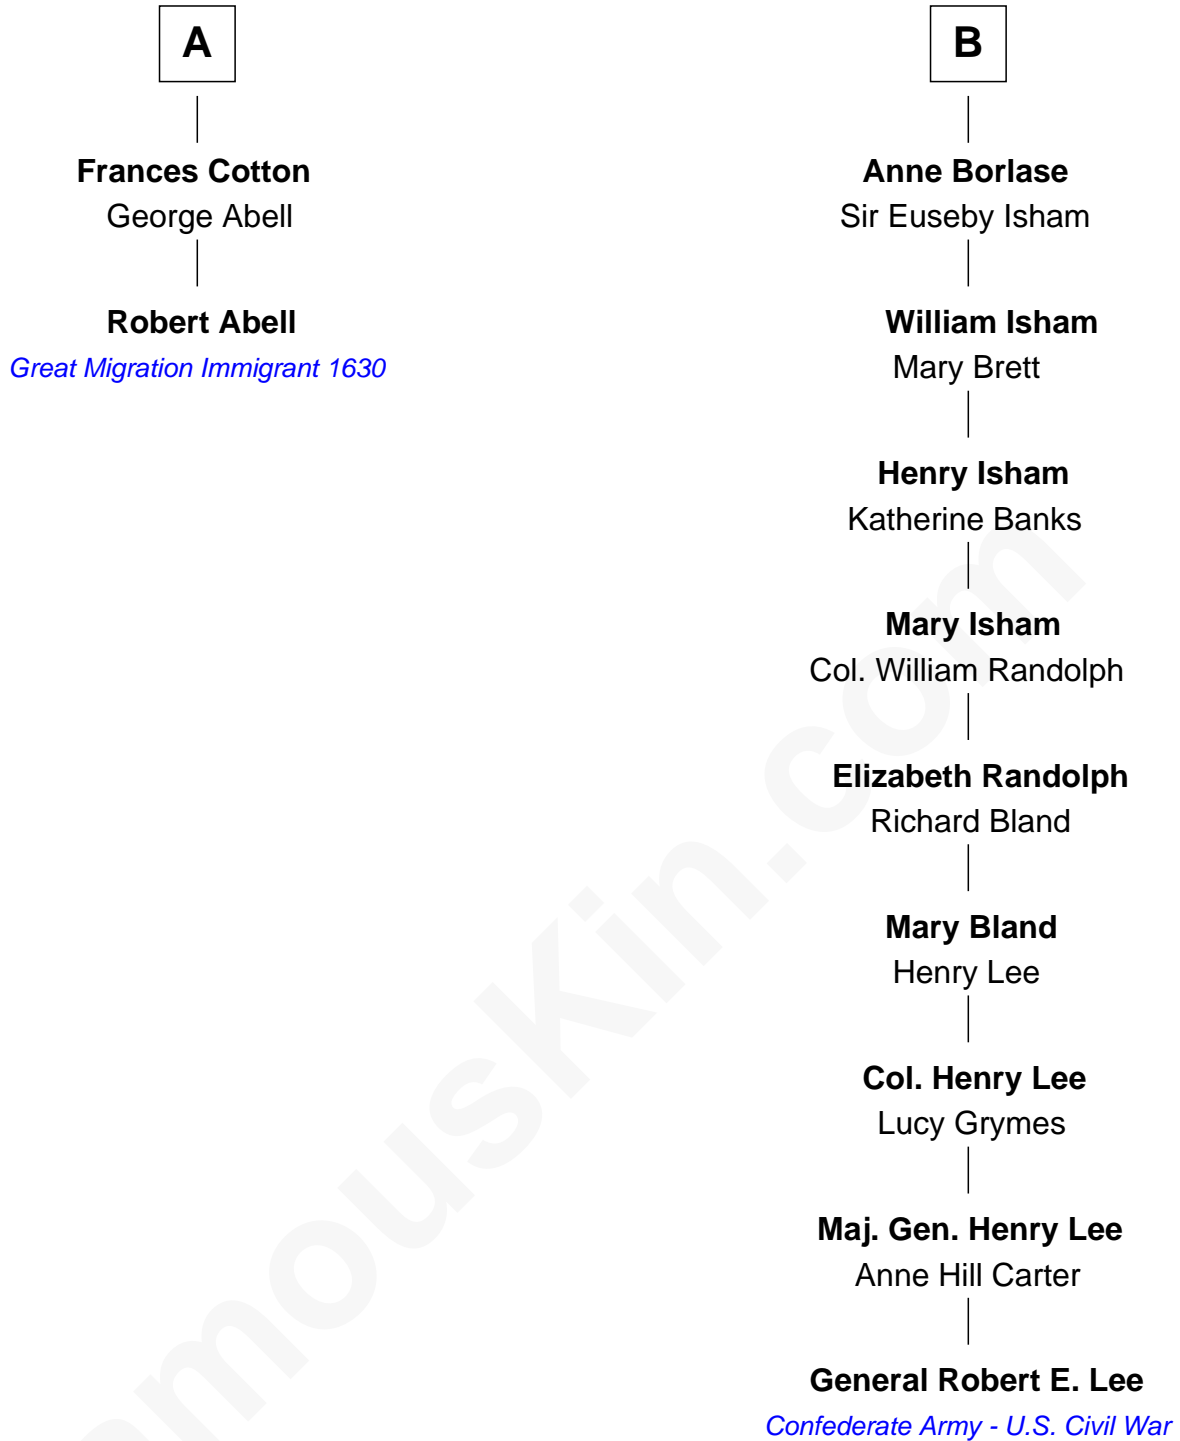 A
Frances Cotton
George Abell
Robert Abell
Great Migration Immigrant 1630
B
Anne Borlase
Sir Euseby Isham
William Isham
Mary Brett
Henry Isham
Katherine Banks
Mary Isham
Col. William Randolph
Elizabeth Randolph
Richard Bland
Mary Bland
Henry Lee
Col. Henry Lee
Lucy Grymes
Maj. Gen. Henry Lee
Anne Hill Carter
General Robert E. Lee
Confederate Army - U.S. Civil War
amouskin.com